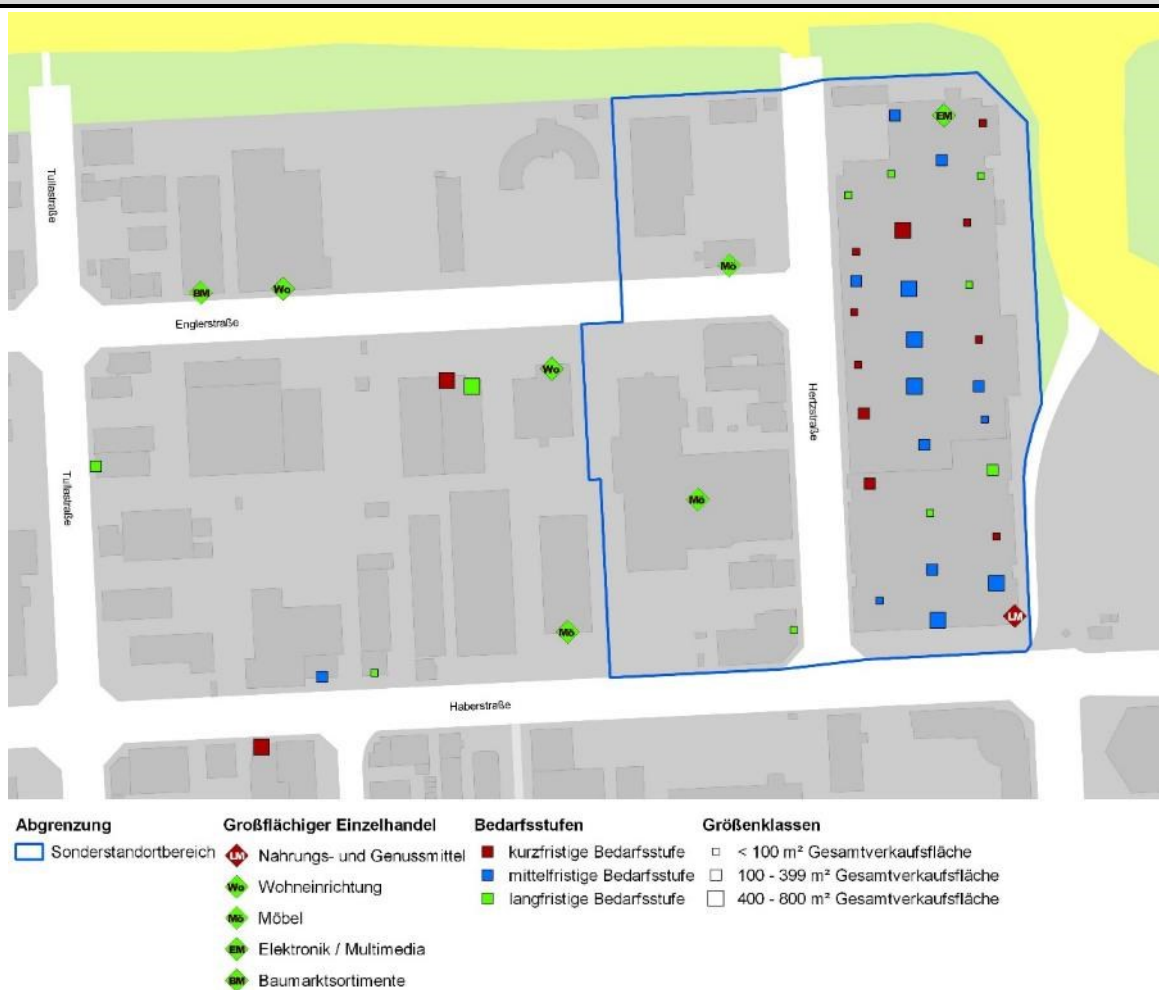 EM
Tullastraße
Mö
BM
Wo
Englerstraße
Wo
Hertzstraße
Tullastraße
Mö
LM
Mö
Haberstraße
Abgrenzung
Sonderstandortbereich
Großflächiger Einzelhandel
LM Nahrungs- und Genussmittel
Wo Wohneinrichtung
Mö Möbel
EM Elektronik / Multimedia
BM Baumarktsortimente
Bedarfsstufen
kurzfristige Bedarfsstufe
mittelfristige Bedarfsstufe
langfristige Bedarfsstufe
Größenklassen
< 100 m² Gesamtverkaufsfläche
100 - 399 m² Gesamtverkaufsfläche
400 - 800 m² Gesamtverkaufsfläche